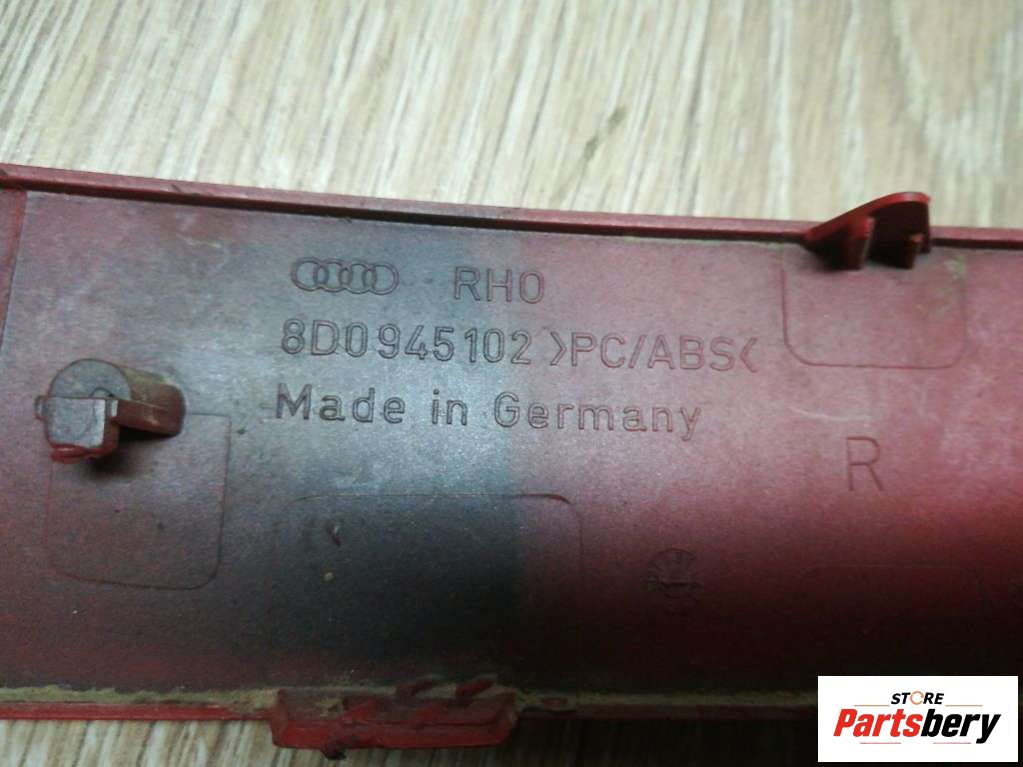 RHO
8D0945102 >PC/ABS<
Made in Germany
R
STORE
Partsbery